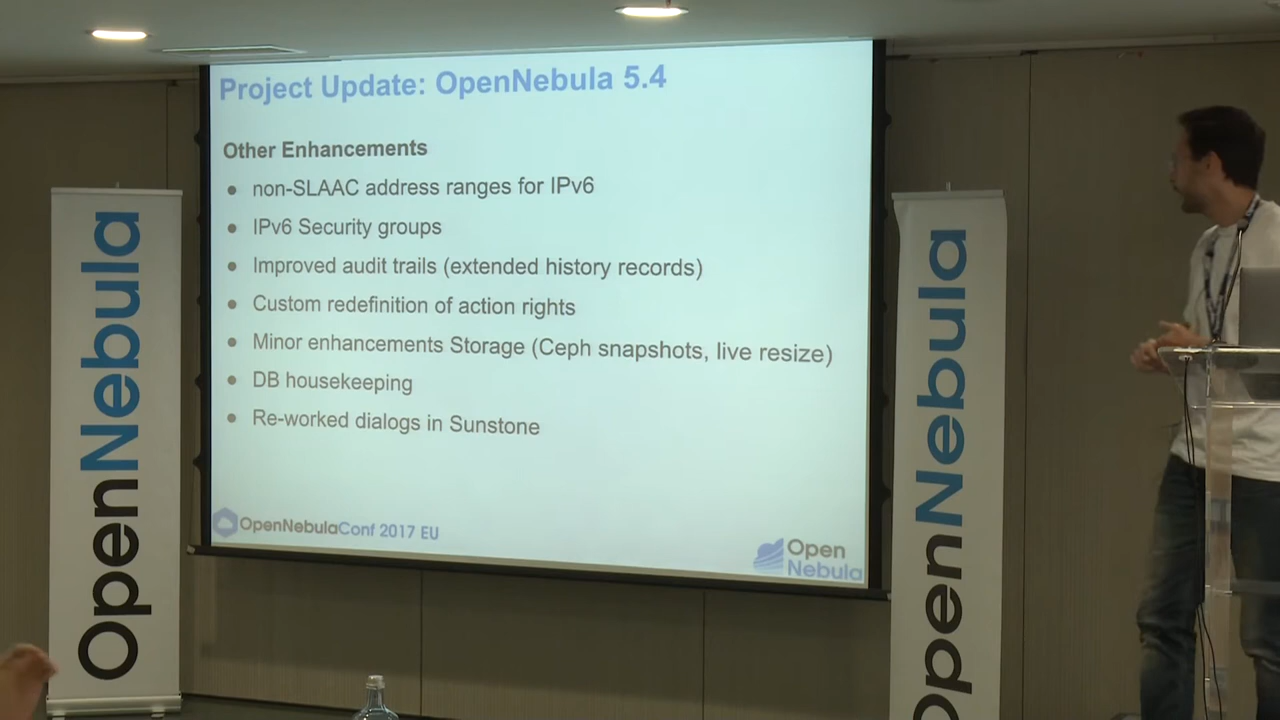 Project Update: OpenNebula 5.4
Other Enhancements
non-SLAAC address ranges for IPv6
IPv6 Security groups
Improved audit trails (extended history records)
Custom redefinition of action rights
Minor enhancements Storage (Ceph snapshots, live resize)
DB housekeeping
Re-worked dialogs in Sunstone
OpenNebulaConf 2017 EU
Open
Nebula
OpenNebula
OpenNebula